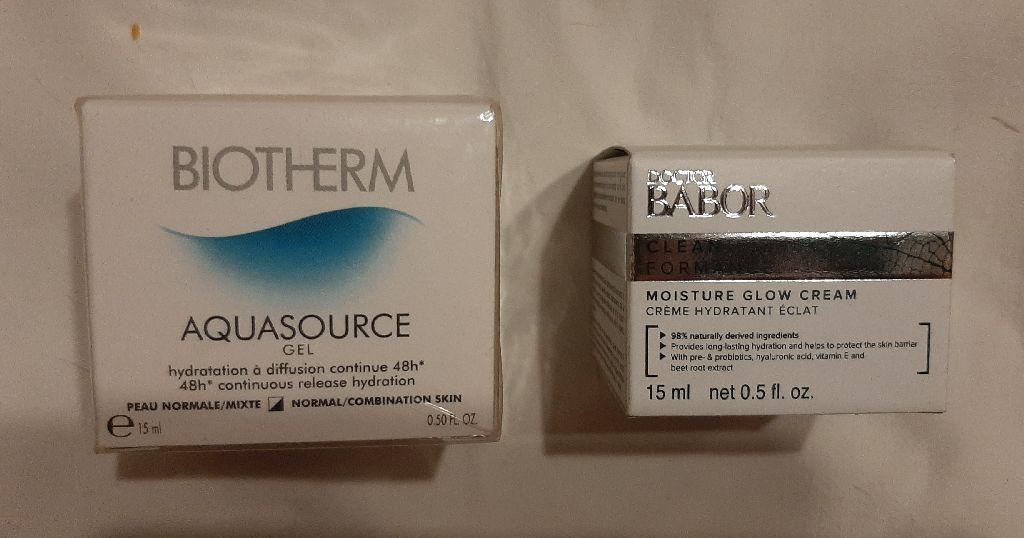 BIOTHERM
AQUASOURCE
GEL
hydratation à diffusion continue 48h*
48h* continuous release hydration
PEAU NORMALE/MIXTE NORMAL/COMBINATION SKIN
e 15 ml 0.50 FL. OZ.
DOCTOR
BABOR
CLEAN
MOISTURE GLOW CREAM
CRÈME HYDRATANT ÉCLAT
98% naturally derived ingredients
Provides long-lasting hydration and helps to protect the skin barrier
With pre- & probiotics, hyaluronic acid, vitamin E and
beet root extract
15 ml net 0.5 fl. oz.